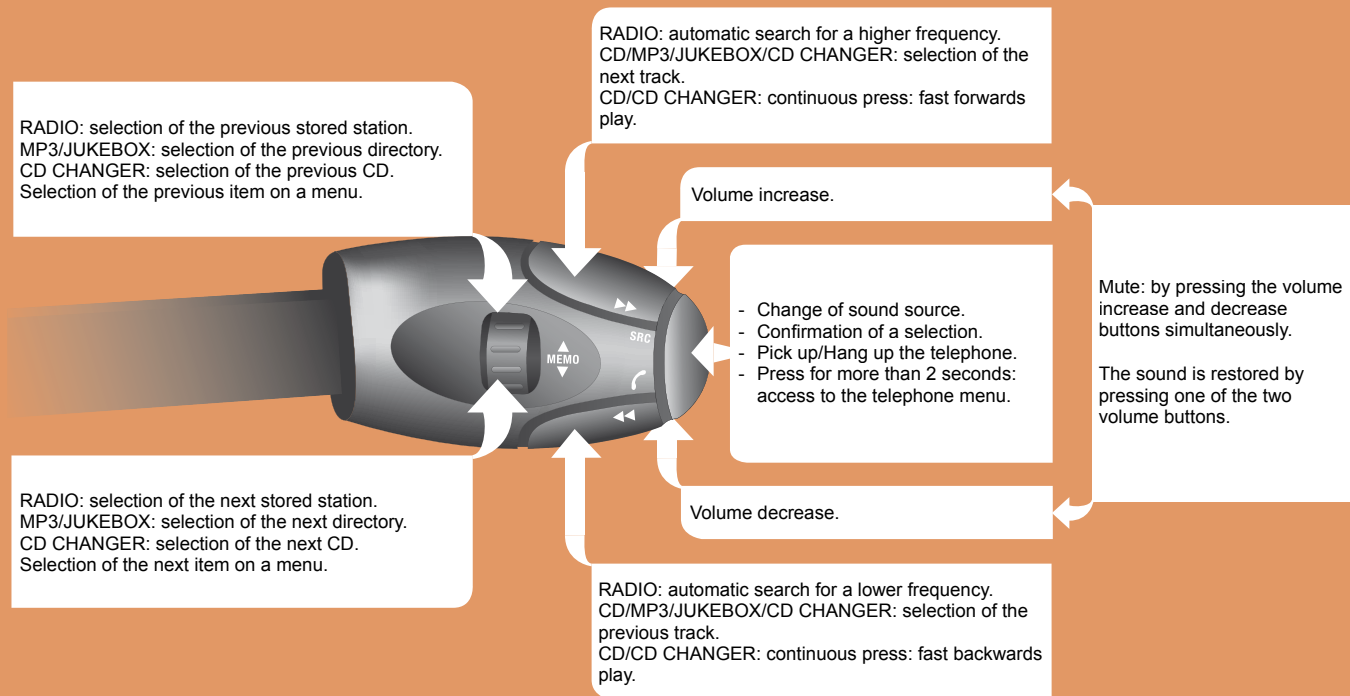 RADIO: automatic search for a higher frequency.
CD/MP3/JUKEBOX/CD CHANGER: selection of the
next track.
CD/CD CHANGER: continuous press: fast forwards
play.
RADIO: selection of the previous stored station.
MP3/JUKEBOX: selection of the previous directory.
CD CHANGER: selection of the previous CD.
Selection of the previous item on a menu.
Volume increase.
- Change of sound source.
- Confirmation of a selection.
- Pick up/Hang up the telephone.
- Press for more than 2 seconds:
access to the telephone menu.
Mute: by pressing the volume
increase and decrease
buttons simultaneously.
The sound is restored by
pressing one of the two
volume buttons.
SRC
MEMO
RADIO: selection of the next stored station.
MP3/JUKEBOX: selection of the next directory.
CD CHANGER: selection of the next CD.
Selection of the next item on a menu.
Volume decrease.
RADIO: automatic search for a lower frequency.
CD/MP3/JUKEBOX/CD CHANGER: selection of the
previous track.
CD/CD CHANGER: continuous press: fast backwards
play.